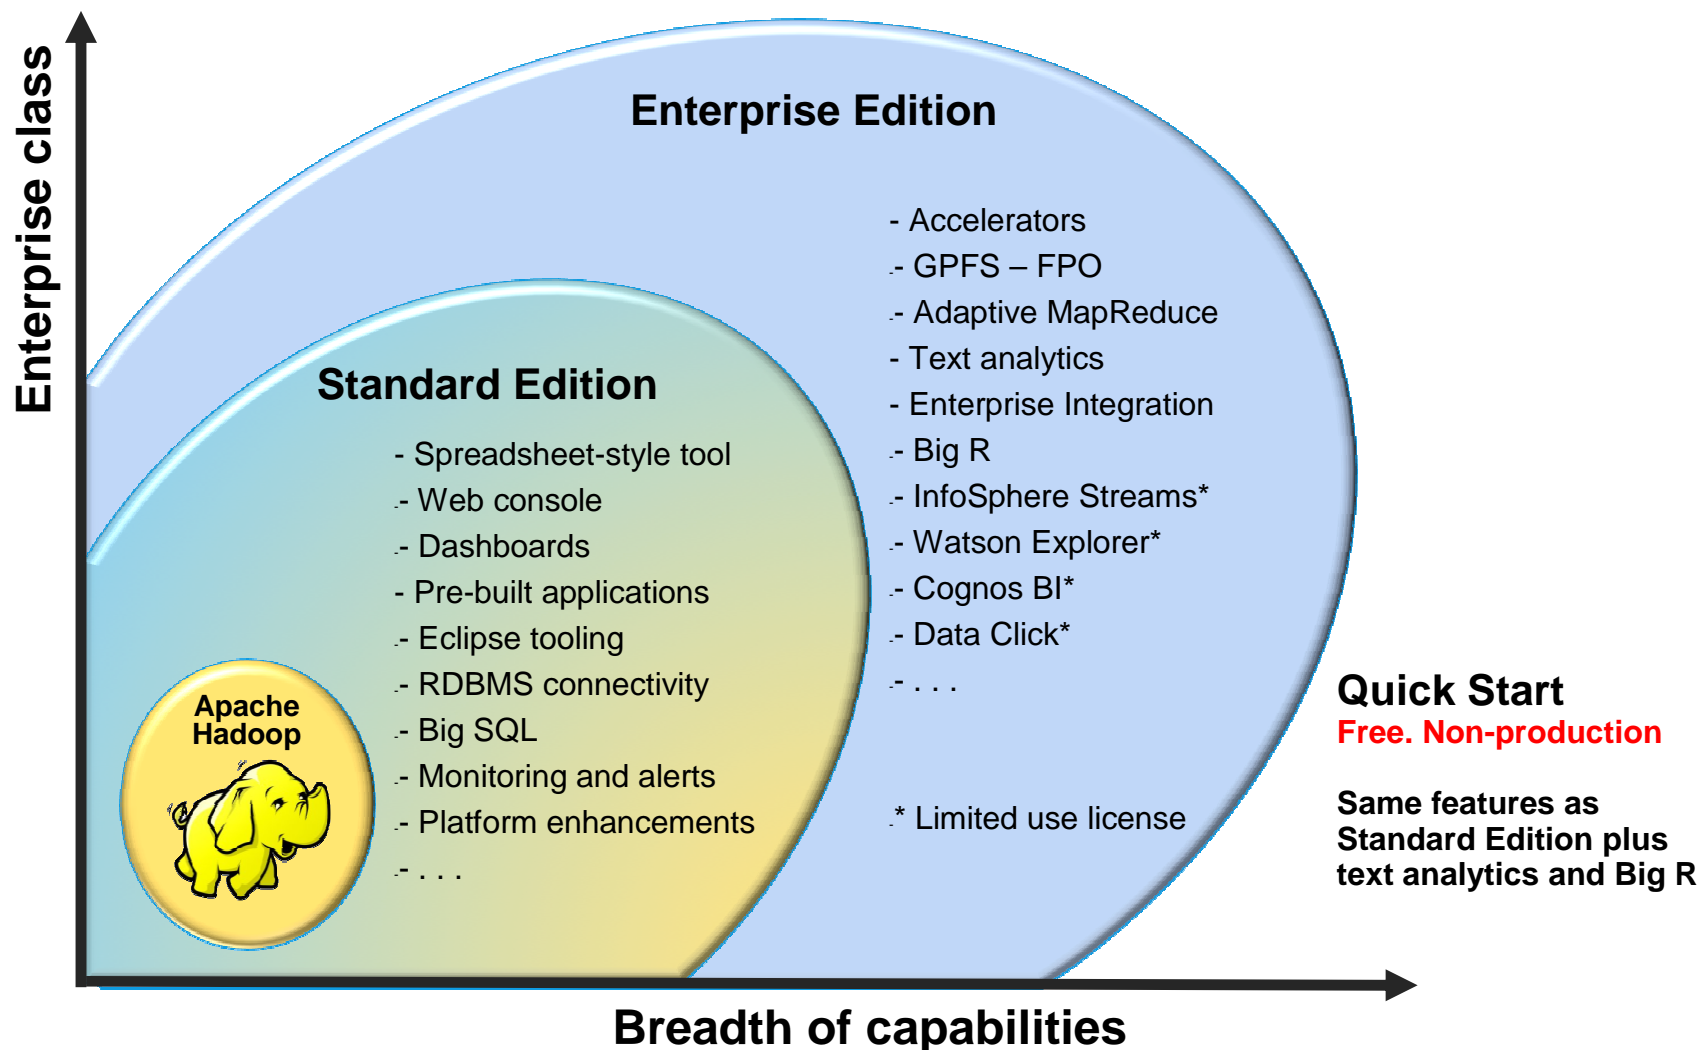 Enterprise class
Enterprise Edition
- Accelerators
- GPFS – FPO
- Adaptive MapReduce
- Text analytics
- Enterprise Integration
- Big R
- InfoSphere Streams*
- Watson Explorer*
- Cognos BI*
- Data Click*
- . . .
* Limited use license
Standard Edition
- Spreadsheet-style tool
- Web console
- Dashboards
- Pre-built applications
- Eclipse tooling
- RDBMS connectivity
- Big SQL
- Monitoring and alerts
- Platform enhancements
- . . .
Apache
Hadoop
Quick Start
Free. Non-production
Same features as
Standard Edition plus
text analytics and Big R
Breadth of capabilities